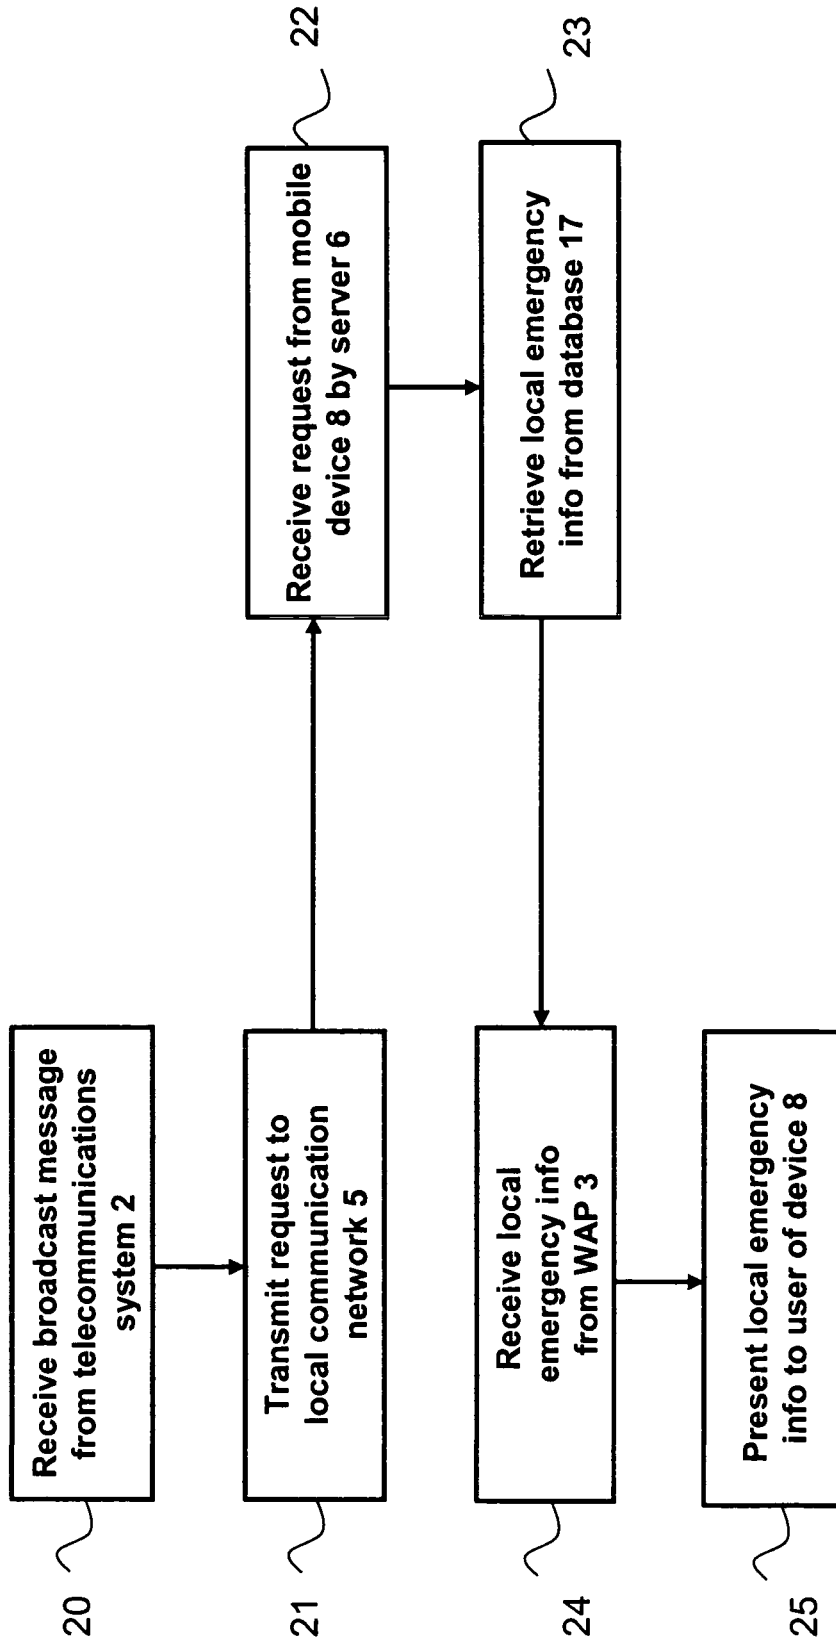 20
Receive broadcast message
from telecommunications
system 2
21
Transmit request to
local communication
network 5
22
Receive request from mobile
device 8 by server 6
23
Retrieve local emergency
info from database 17
24
Receive local
emergency info
from WAP 3
25
Present local emergency
info to user of device 8